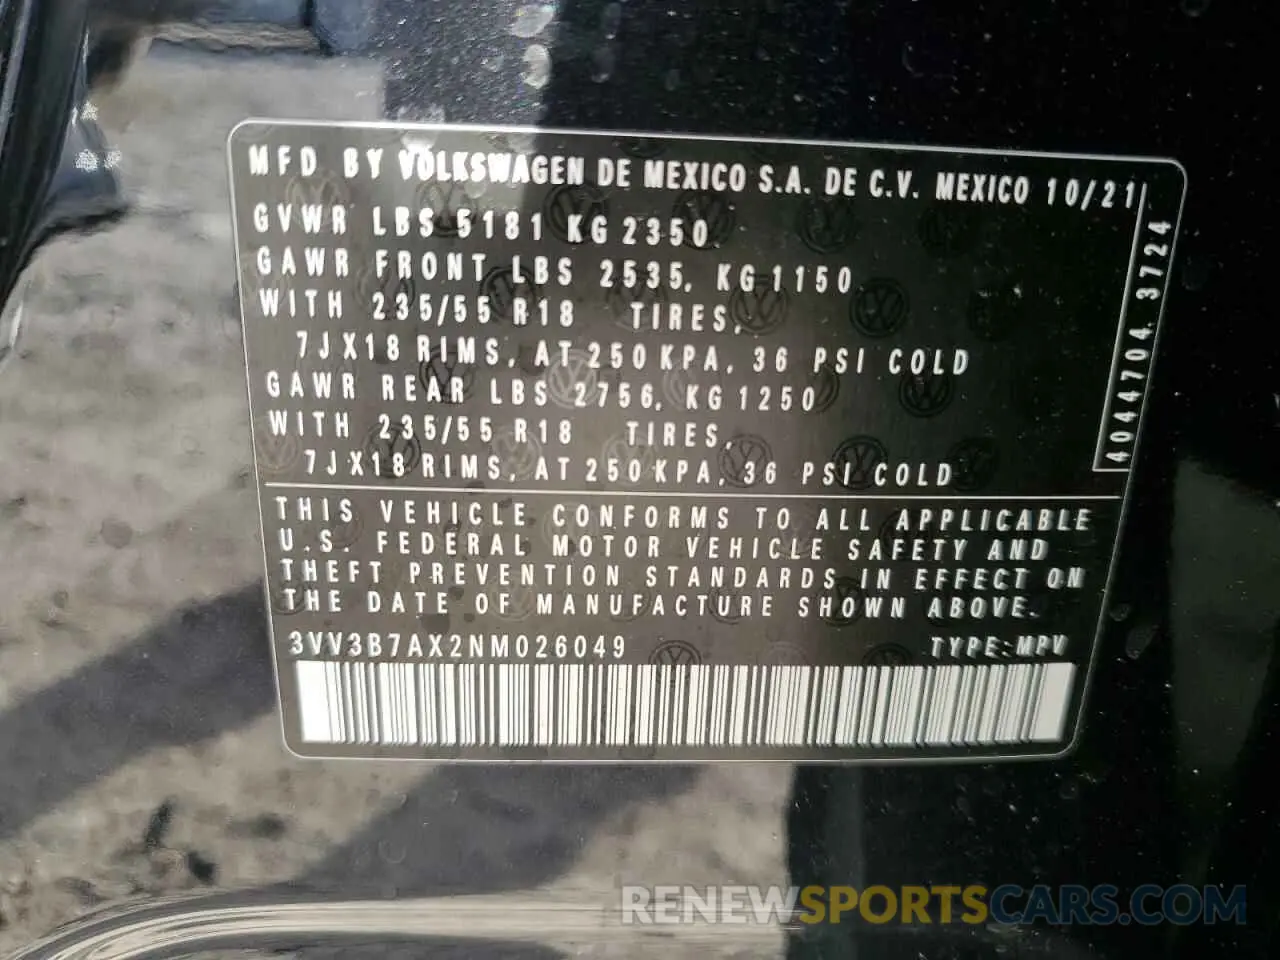 MFD BY VOLKSWAGEN DE MEXICO S.A. DE C.V. MEXICO 10/21
GVWR LBS 5181 KG 2350
GAWR FRONT LBS 2535, KG 1150
WITH 235/55 R18 TIRES,
7JX18 RIMS, AT 250 KPA, 36 PSI COLD
GAWR REAR LBS 2756, KG 1250
WITH 235/55 R18 TIRES,
7JX18 RIMS, AT 250 KPA, 36 PSI COLD
4044704. 3724
THIS VEHICLE CONFORMS TO ALL APPLICABLE
U.S. FEDERAL MOTOR VEHICLE SAFETY AND
THEFT PREVENTION STANDARDS IN EFFECT ON
THE DATE OF MANUFACTURE SHOWN ABOVE.
3VV3B7AX2NM026049 TYPE:MPV
RENEWSPORTSCARS.COM